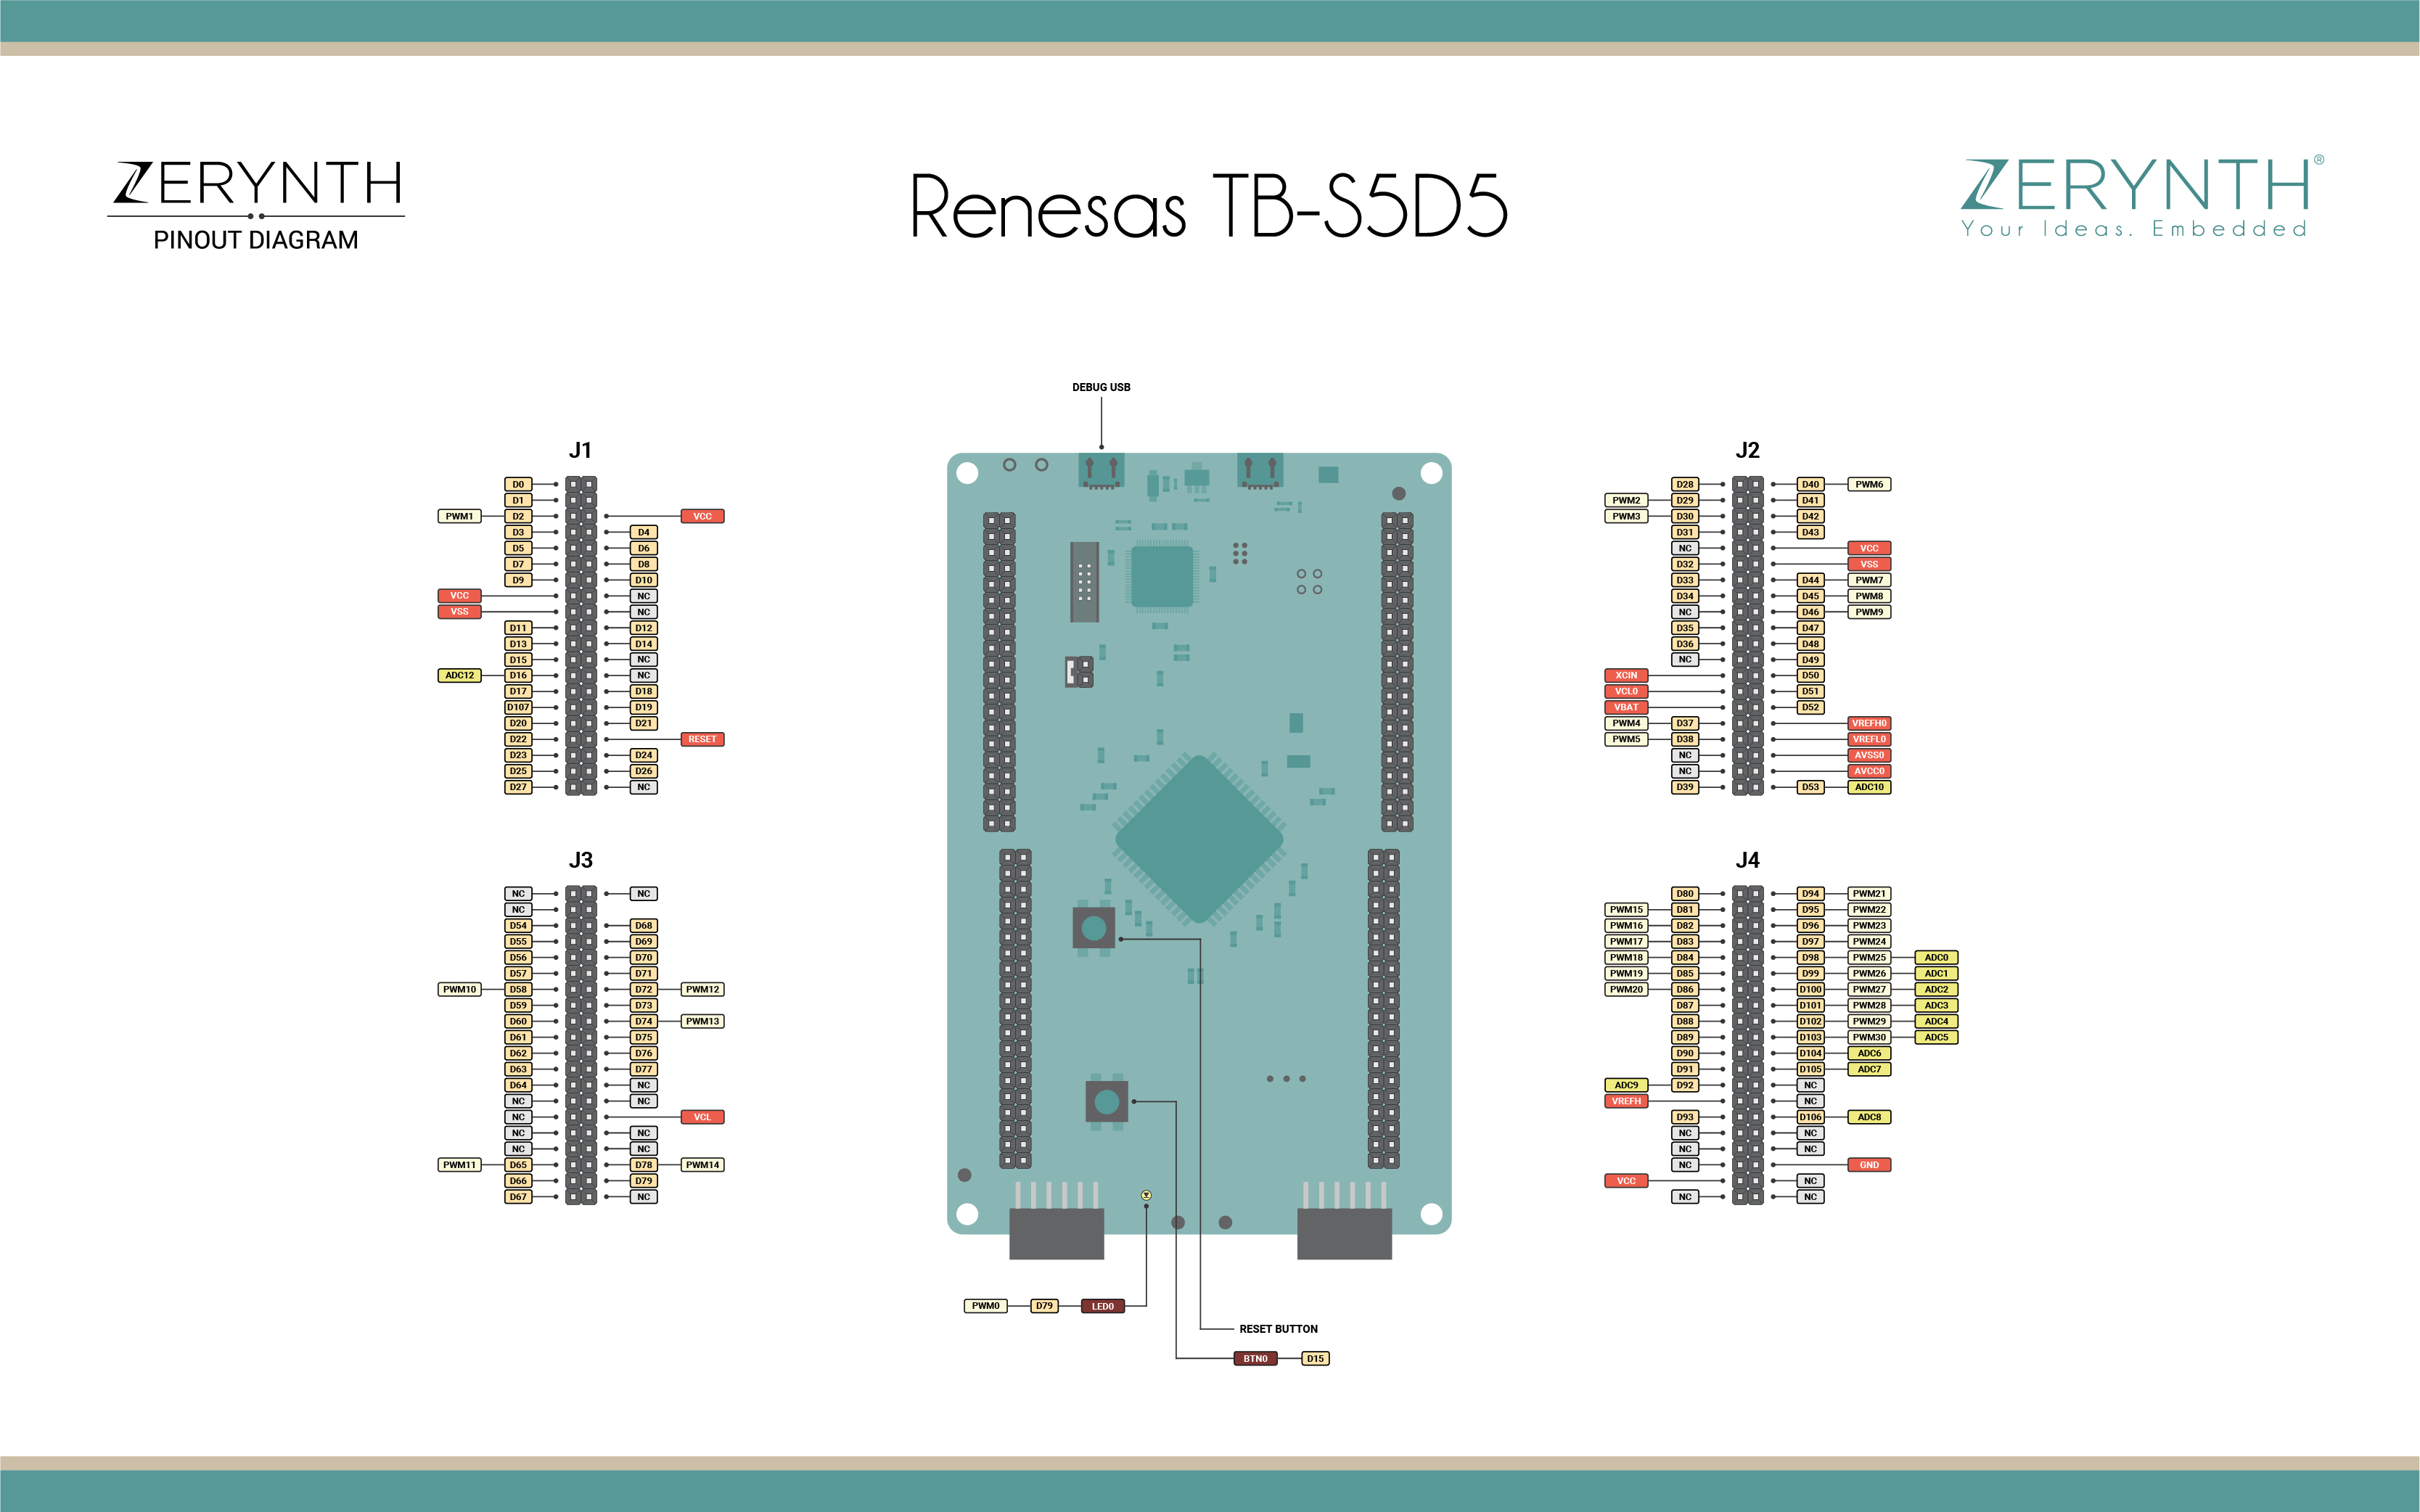 ZERYNTH
PINOUT DIAGRAM
Renesas TB-S5D5
ZERYNTH®
Your Ideas. Embedded
DEBUG USB
J1
D0
D1
PWM1 D2 VCC
D3 D4
D5 D6
D7 D8
D9 D10
VCC NC
VSS NC
D11 D12
D13 D14
D15 NC
ADC12 D16 NC
D17 D18
D107 D19
D20 D21
D22 RESET
D23 D24
D25 D26
D27 NC
J2
D28 D40 PWM6
PWM2 D29 D41
PWM3 D30 D42
D31 D43
NC VCC
D32 VSS
D33 D44 PWM7
D34 D45 PWM8
NC D46 PWM9
D35 D47
D36 D48
NC D49
XCIN D50
VCL0 D51
VBAT D52
PWM4 D37 VREFH0
PWM5 D38 VREFL0
NC AVSS0
NC AVCC0
D39 D53 ADC10
J3
NC NC
NC
D54 D68
D55 D69
D56 D70
D57 D71
PWM10 D58 D72 PWM12
D59 D73
D60 D74 PWM13
D61 D75
D62 D76
D63 D77
D64 NC
NC NC
NC VCL
NC NC
NC NC
PWM11 D65 D78 PWM14
D66 D79
D67 NC
J4
D80 D94 PWM21
PWM15 D81 D95 PWM22
PWM16 D82 D96 PWM23
PWM17 D83 D97 PWM24
PWM18 D84 D98 PWM25 ADC0
PWM19 D85 D99 PWM26 ADC1
PWM20 D86 D100 PWM27 ADC2
D87 D101 PWM28 ADC3
D88 D102 PWM29 ADC4
D89 D103 PWM30 ADC5
D90 D104 ADC6
D91 D105 ADC7
ADC9 D92 NC
VREFH NC
D93 D106 ADC8
NC NC
NC NC
NC GND
VCC NC
NC NC
PWM0 D79 LED0
RESET BUTTON
BTN0 D15